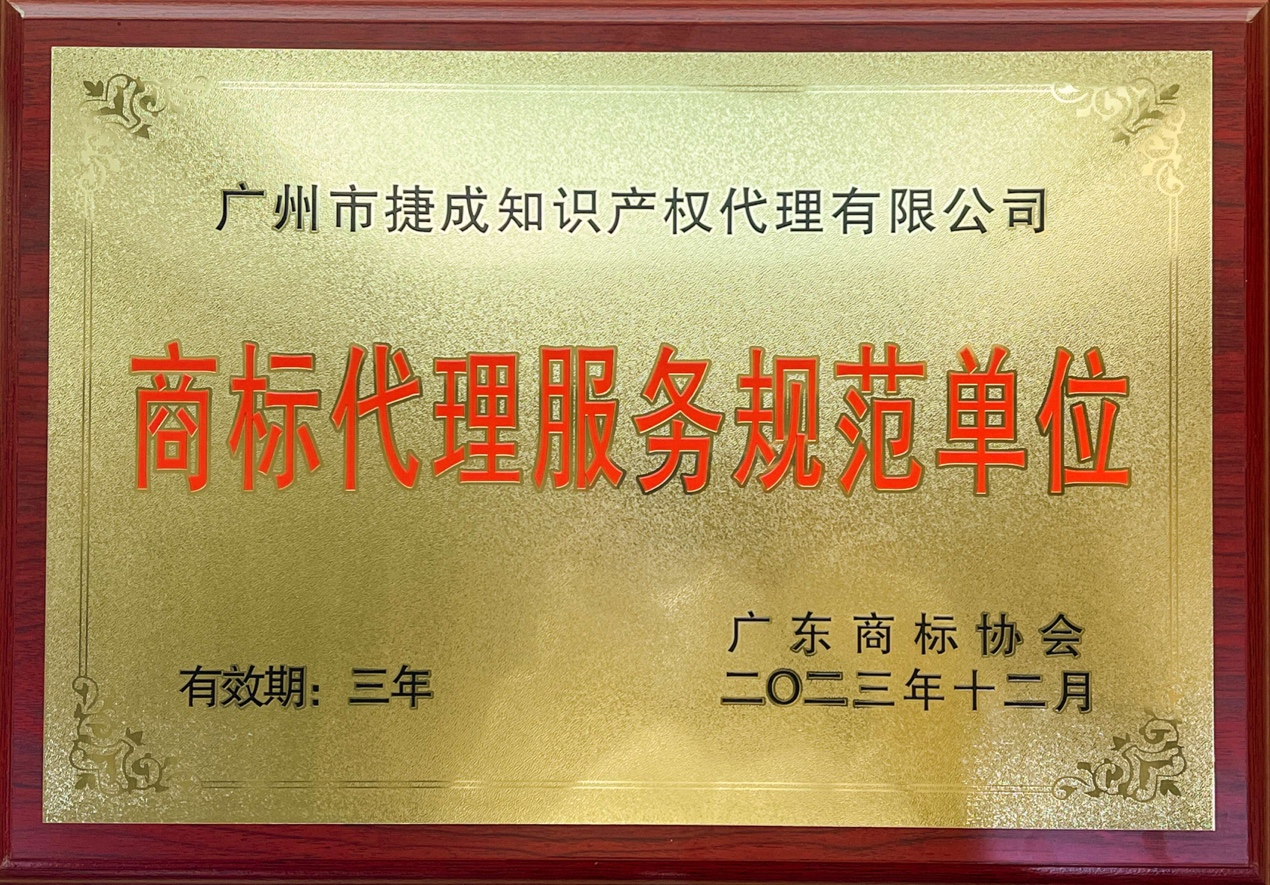 广州市捷成知识产权代理有限公司
商标代理服务规范单位
广东商标协会
有效期：三年
二〇二三年十二月